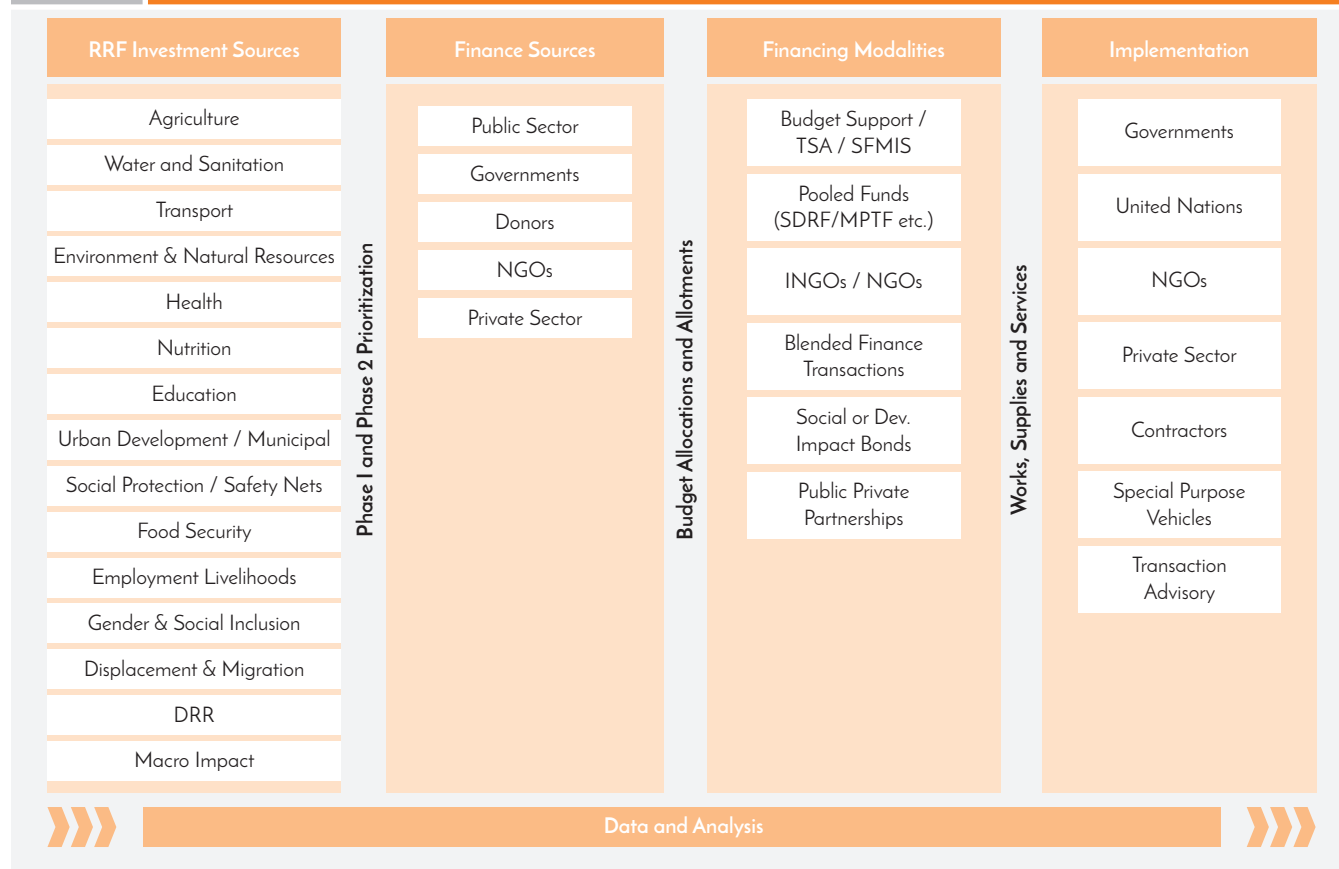 RRF Investment Sources
Agriculture
Water and Sanitation
Transport
Environment & Natural Resources
Health
Nutrition
Education
Urban Development / Municipal
Social Protection / Safety Nets
Food Security
Employment Livelihoods
Gender & Social Inclusion
Displacement & Migration
DRR
Macro Impact
Phase 1 and Phase 2 Prioritization
Finance Sources
Public Sector
Governments
Donors
NGOs
Private Sector
Budget Allocations and Allotments
Financing Modalities
Budget Support /
TSA / SFMIS
Pooled Funds
(SDRF/MPTF etc.)
INGOs / NGOs
Blended Finance
Transactions
Social or Dev.
Impact Bonds
Public Private
Partnerships
Works, Supplies and Services
Implementation
Governments
United Nations
NGOs
Private Sector
Contractors
Special Purpose
Vehicles
Transaction
Advisory
Data and Analysis